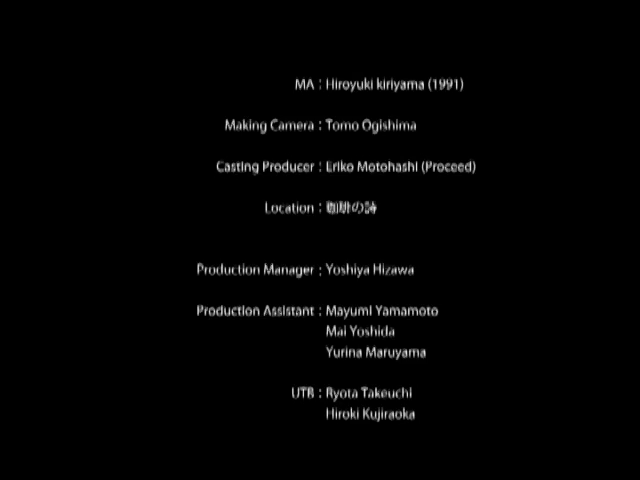 MA : Hiroyuki kiriyama (1991)
Making Camera : Tomo Ogishima
Casting Producer : Eriko Motohashi (Proceed)
Location : 珈琲の詩
Production Manager : Yoshiya Hizawa
Production Assistant : Mayumi Yamamoto
Mai Yoshida
Yurina Maruyama
UTB : Ryota Takeuchi
Hiroki Kujiraoka